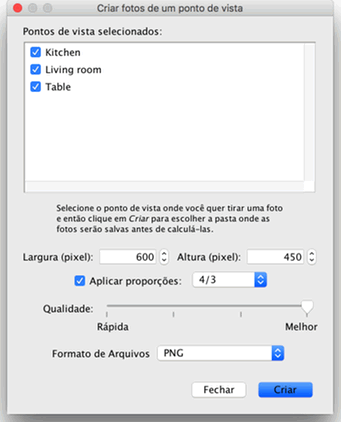 Criar fotos de um ponto de vista
Pontos de vista selecionados:
Kitchen
Living room
Table
Selecione o ponto de vista onde você quer tirar uma foto
e então clique em Criar para escolher a pasta onde as
fotos serão salvas antes de calculá-las.
Largura (pixel): 600 Altura (pixel): 450
Aplicar proporções: 4/3
Qualidade:
Rápida Melhor
Formato de Arquivos PNG
Fechar Criar